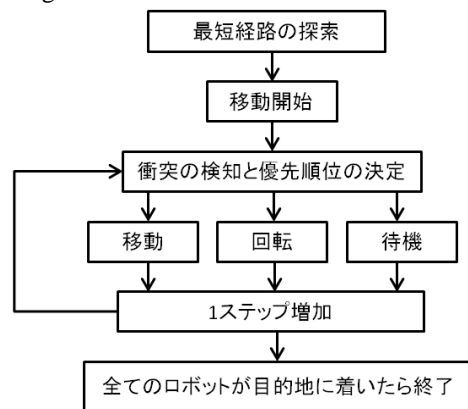 最短経路の探索
移動開始
衝突の検知と優先順位の決定
移動
回転
待機
1ステップ増加
全てのロボットが目的地に着いたら終了